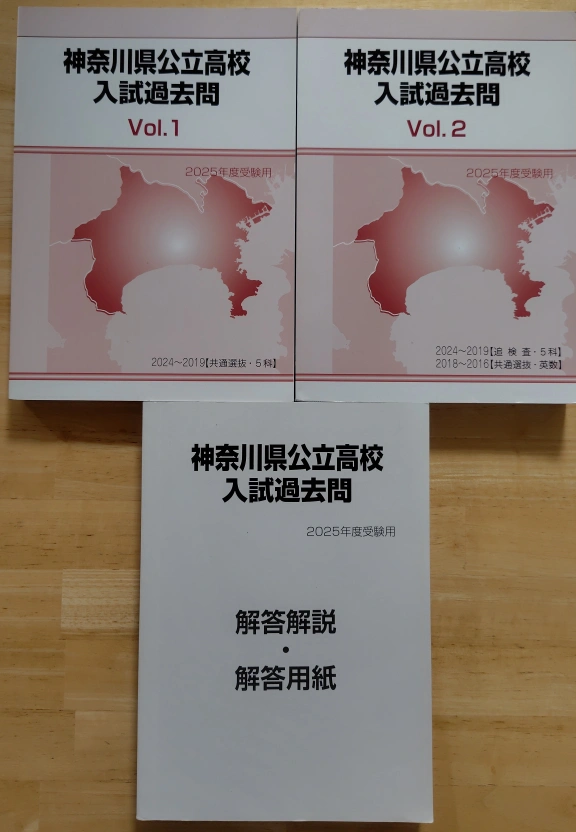 神奈川県公立高校
入試過去問
Vol.1
2025年度受験用
2024～2019【共通選抜・5科】
神奈川県公立高校
入試過去問
Vol.2
2025年度受験用
2024～2019【追検査・5科】
2018～2016【共通選抜・英数】
神奈川県公立高校
入試過去問
2025年度受験用
解答解説
・
解答用紙